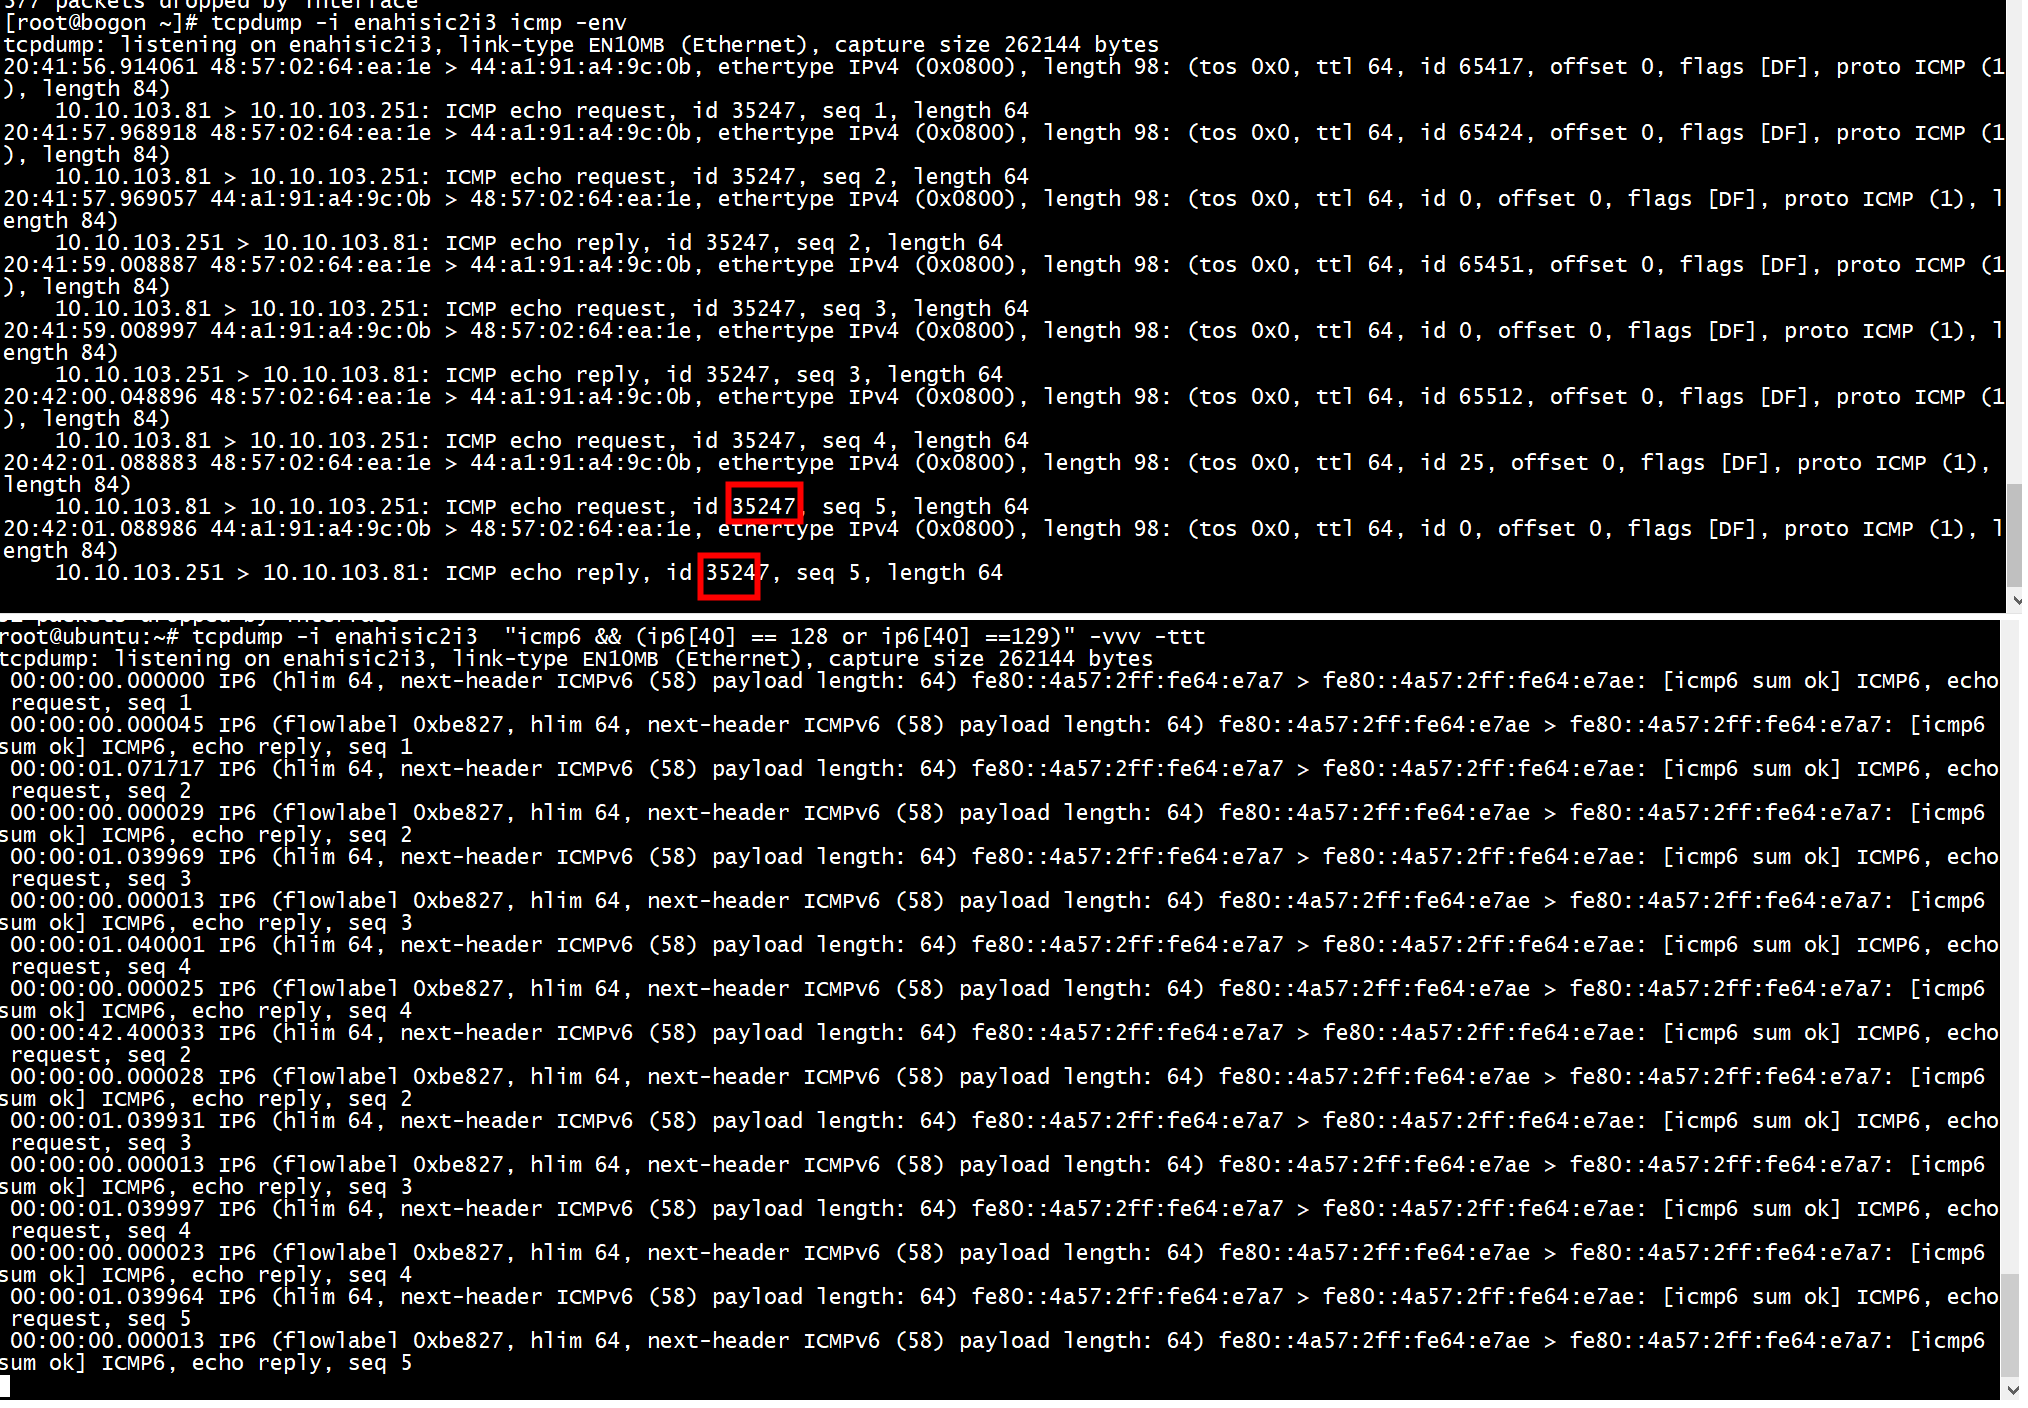 577 packets dropped by interface
[root@bogon ~]# tcpdump -i enahisic2i3 icmp -env
tcpdump: listening on enahisic2i3, link-type EN10MB (Ethernet), capture size 262144 bytes
20:41:56.914061 48:57:02:64:ea:1e > 44:a1:91:a4:9c:0b, ethertype IPv4 (0x0800), length 98: (tos 0x0, ttl 64, id 65417, offset 0, flags [DF], proto ICMP (1
), length 84)
    10.10.103.81 > 10.10.103.251: ICMP echo request, id 35247, seq 1, length 64
20:41:57.968918 48:57:02:64:ea:1e > 44:a1:91:a4:9c:0b, ethertype IPv4 (0x0800), length 98: (tos 0x0, ttl 64, id 65424, offset 0, flags [DF], proto ICMP (1
), length 84)
    10.10.103.81 > 10.10.103.251: ICMP echo request, id 35247, seq 2, length 64
20:41:57.969057 44:a1:91:a4:9c:0b > 48:57:02:64:ea:1e, ethertype IPv4 (0x0800), length 98: (tos 0x0, ttl 64, id 0, offset 0, flags [DF], proto ICMP (1), l
ength 84)
    10.10.103.251 > 10.10.103.81: ICMP echo reply, id 35247, seq 2, length 64
20:41:59.008887 48:57:02:64:ea:1e > 44:a1:91:a4:9c:0b, ethertype IPv4 (0x0800), length 98: (tos 0x0, ttl 64, id 65451, offset 0, flags [DF], proto ICMP (1
), length 84)
    10.10.103.81 > 10.10.103.251: ICMP echo request, id 35247, seq 3, length 64
20:41:59.008997 44:a1:91:a4:9c:0b > 48:57:02:64:ea:1e, ethertype IPv4 (0x0800), length 98: (tos 0x0, ttl 64, id 0, offset 0, flags [DF], proto ICMP (1), l
ength 84)
    10.10.103.251 > 10.10.103.81: ICMP echo reply, id 35247, seq 3, length 64
20:42:00.048896 48:57:02:64:ea:1e > 44:a1:91:a4:9c:0b, ethertype IPv4 (0x0800), length 98: (tos 0x0, ttl 64, id 65512, offset 0, flags [DF], proto ICMP (1
), length 84)
    10.10.103.81 > 10.10.103.251: ICMP echo request, id 35247, seq 4, length 64
20:42:01.088883 48:57:02:64:ea:1e > 44:a1:91:a4:9c:0b, ethertype IPv4 (0x0800), length 98: (tos 0x0, ttl 64, id 25, offset 0, flags [DF], proto ICMP (1),
length 84)
    10.10.103.81 > 10.10.103.251: ICMP echo request, id 35247, seq 5, length 64
20:42:01.088986 44:a1:91:a4:9c:0b > 48:57:02:64:ea:1e, ethertype IPv4 (0x0800), length 98: (tos 0x0, ttl 64, id 0, offset 0, flags [DF], proto ICMP (1), l
ength 84)
    10.10.103.251 > 10.10.103.81: ICMP echo reply, id 35247, seq 5, length 64
packets dropped by interface
root@ubuntu:~# tcpdump -i enahisic2i3  "icmp6 && (ip6[40] == 128 or ip6[40] ==129)" -vvv -ttt
tcpdump: listening on enahisic2i3, link-type EN10MB (Ethernet), capture size 262144 bytes
 00:00:00.000000 IP6 (hlim 64, next-header ICMPv6 (58) payload length: 64) fe80::4a57:2ff:fe64:e7a7 > fe80::4a57:2ff:fe64:e7ae: [icmp6 sum ok] ICMP6, echo
 request, seq 1
 00:00:00.000045 IP6 (flowlabel 0xbe827, hlim 64, next-header ICMPv6 (58) payload length: 64) fe80::4a57:2ff:fe64:e7ae > fe80::4a57:2ff:fe64:e7a7: [icmp6
sum ok] ICMP6, echo reply, seq 1
 00:00:01.071717 IP6 (hlim 64, next-header ICMPv6 (58) payload length: 64) fe80::4a57:2ff:fe64:e7a7 > fe80::4a57:2ff:fe64:e7ae: [icmp6 sum ok] ICMP6, echo
 request, seq 2
 00:00:00.000029 IP6 (flowlabel 0xbe827, hlim 64, next-header ICMPv6 (58) payload length: 64) fe80::4a57:2ff:fe64:e7ae > fe80::4a57:2ff:fe64:e7a7: [icmp6
sum ok] ICMP6, echo reply, seq 2
 00:00:01.039969 IP6 (hlim 64, next-header ICMPv6 (58) payload length: 64) fe80::4a57:2ff:fe64:e7a7 > fe80::4a57:2ff:fe64:e7ae: [icmp6 sum ok] ICMP6, echo
 request, seq 3
 00:00:00.000013 IP6 (flowlabel 0xbe827, hlim 64, next-header ICMPv6 (58) payload length: 64) fe80::4a57:2ff:fe64:e7ae > fe80::4a57:2ff:fe64:e7a7: [icmp6
sum ok] ICMP6, echo reply, seq 3
 00:00:01.040001 IP6 (hlim 64, next-header ICMPv6 (58) payload length: 64) fe80::4a57:2ff:fe64:e7a7 > fe80::4a57:2ff:fe64:e7ae: [icmp6 sum ok] ICMP6, echo
 request, seq 4
 00:00:00.000025 IP6 (flowlabel 0xbe827, hlim 64, next-header ICMPv6 (58) payload length: 64) fe80::4a57:2ff:fe64:e7ae > fe80::4a57:2ff:fe64:e7a7: [icmp6
sum ok] ICMP6, echo reply, seq 4
 00:00:42.400033 IP6 (hlim 64, next-header ICMPv6 (58) payload length: 64) fe80::4a57:2ff:fe64:e7a7 > fe80::4a57:2ff:fe64:e7ae: [icmp6 sum ok] ICMP6, echo
 request, seq 2
 00:00:00.000028 IP6 (flowlabel 0xbe827, hlim 64, next-header ICMPv6 (58) payload length: 64) fe80::4a57:2ff:fe64:e7ae > fe80::4a57:2ff:fe64:e7a7: [icmp6
sum ok] ICMP6, echo reply, seq 2
 00:00:01.039931 IP6 (hlim 64, next-header ICMPv6 (58) payload length: 64) fe80::4a57:2ff:fe64:e7a7 > fe80::4a57:2ff:fe64:e7ae: [icmp6 sum ok] ICMP6, echo
 request, seq 3
 00:00:00.000013 IP6 (flowlabel 0xbe827, hlim 64, next-header ICMPv6 (58) payload length: 64) fe80::4a57:2ff:fe64:e7ae > fe80::4a57:2ff:fe64:e7a7: [icmp6
sum ok] ICMP6, echo reply, seq 3
 00:00:01.039997 IP6 (hlim 64, next-header ICMPv6 (58) payload length: 64) fe80::4a57:2ff:fe64:e7a7 > fe80::4a57:2ff:fe64:e7ae: [icmp6 sum ok] ICMP6, echo
 request, seq 4
 00:00:00.000023 IP6 (flowlabel 0xbe827, hlim 64, next-header ICMPv6 (58) payload length: 64) fe80::4a57:2ff:fe64:e7ae > fe80::4a57:2ff:fe64:e7a7: [icmp6
sum ok] ICMP6, echo reply, seq 4
 00:00:01.039964 IP6 (hlim 64, next-header ICMPv6 (58) payload length: 64) fe80::4a57:2ff:fe64:e7a7 > fe80::4a57:2ff:fe64:e7ae: [icmp6 sum ok] ICMP6, echo
 request, seq 5
 00:00:00.000013 IP6 (flowlabel 0xbe827, hlim 64, next-header ICMPv6 (58) payload length: 64) fe80::4a57:2ff:fe64:e7ae > fe80::4a57:2ff:fe64:e7a7: [icmp6
sum ok] ICMP6, echo reply, seq 5